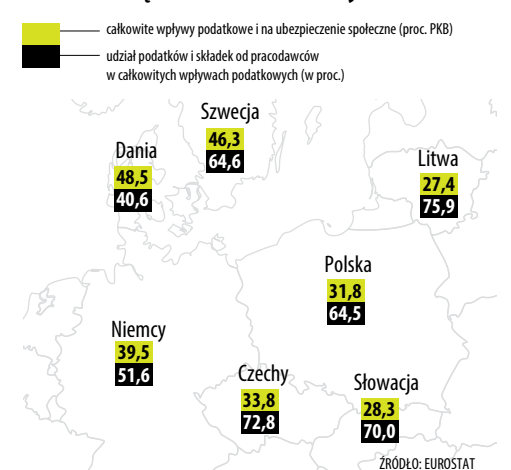 całkowite wpływy podatkowe i na ubezpieczenie społeczne (proc. PKB)
udział podatków i składek od pracodawców
w całkowitych wpływach podatkowych (w proc.)
Szwecja
46,3
64,6
Dania
48,5
40,6
Litwa
27,4
75,9
Polska
31,8
64,5
Niemcy
39,5
51,6
Czechy
33,8
72,8
Słowacja
28,3
70,0
ŹRÓDŁO: EUROSTAT